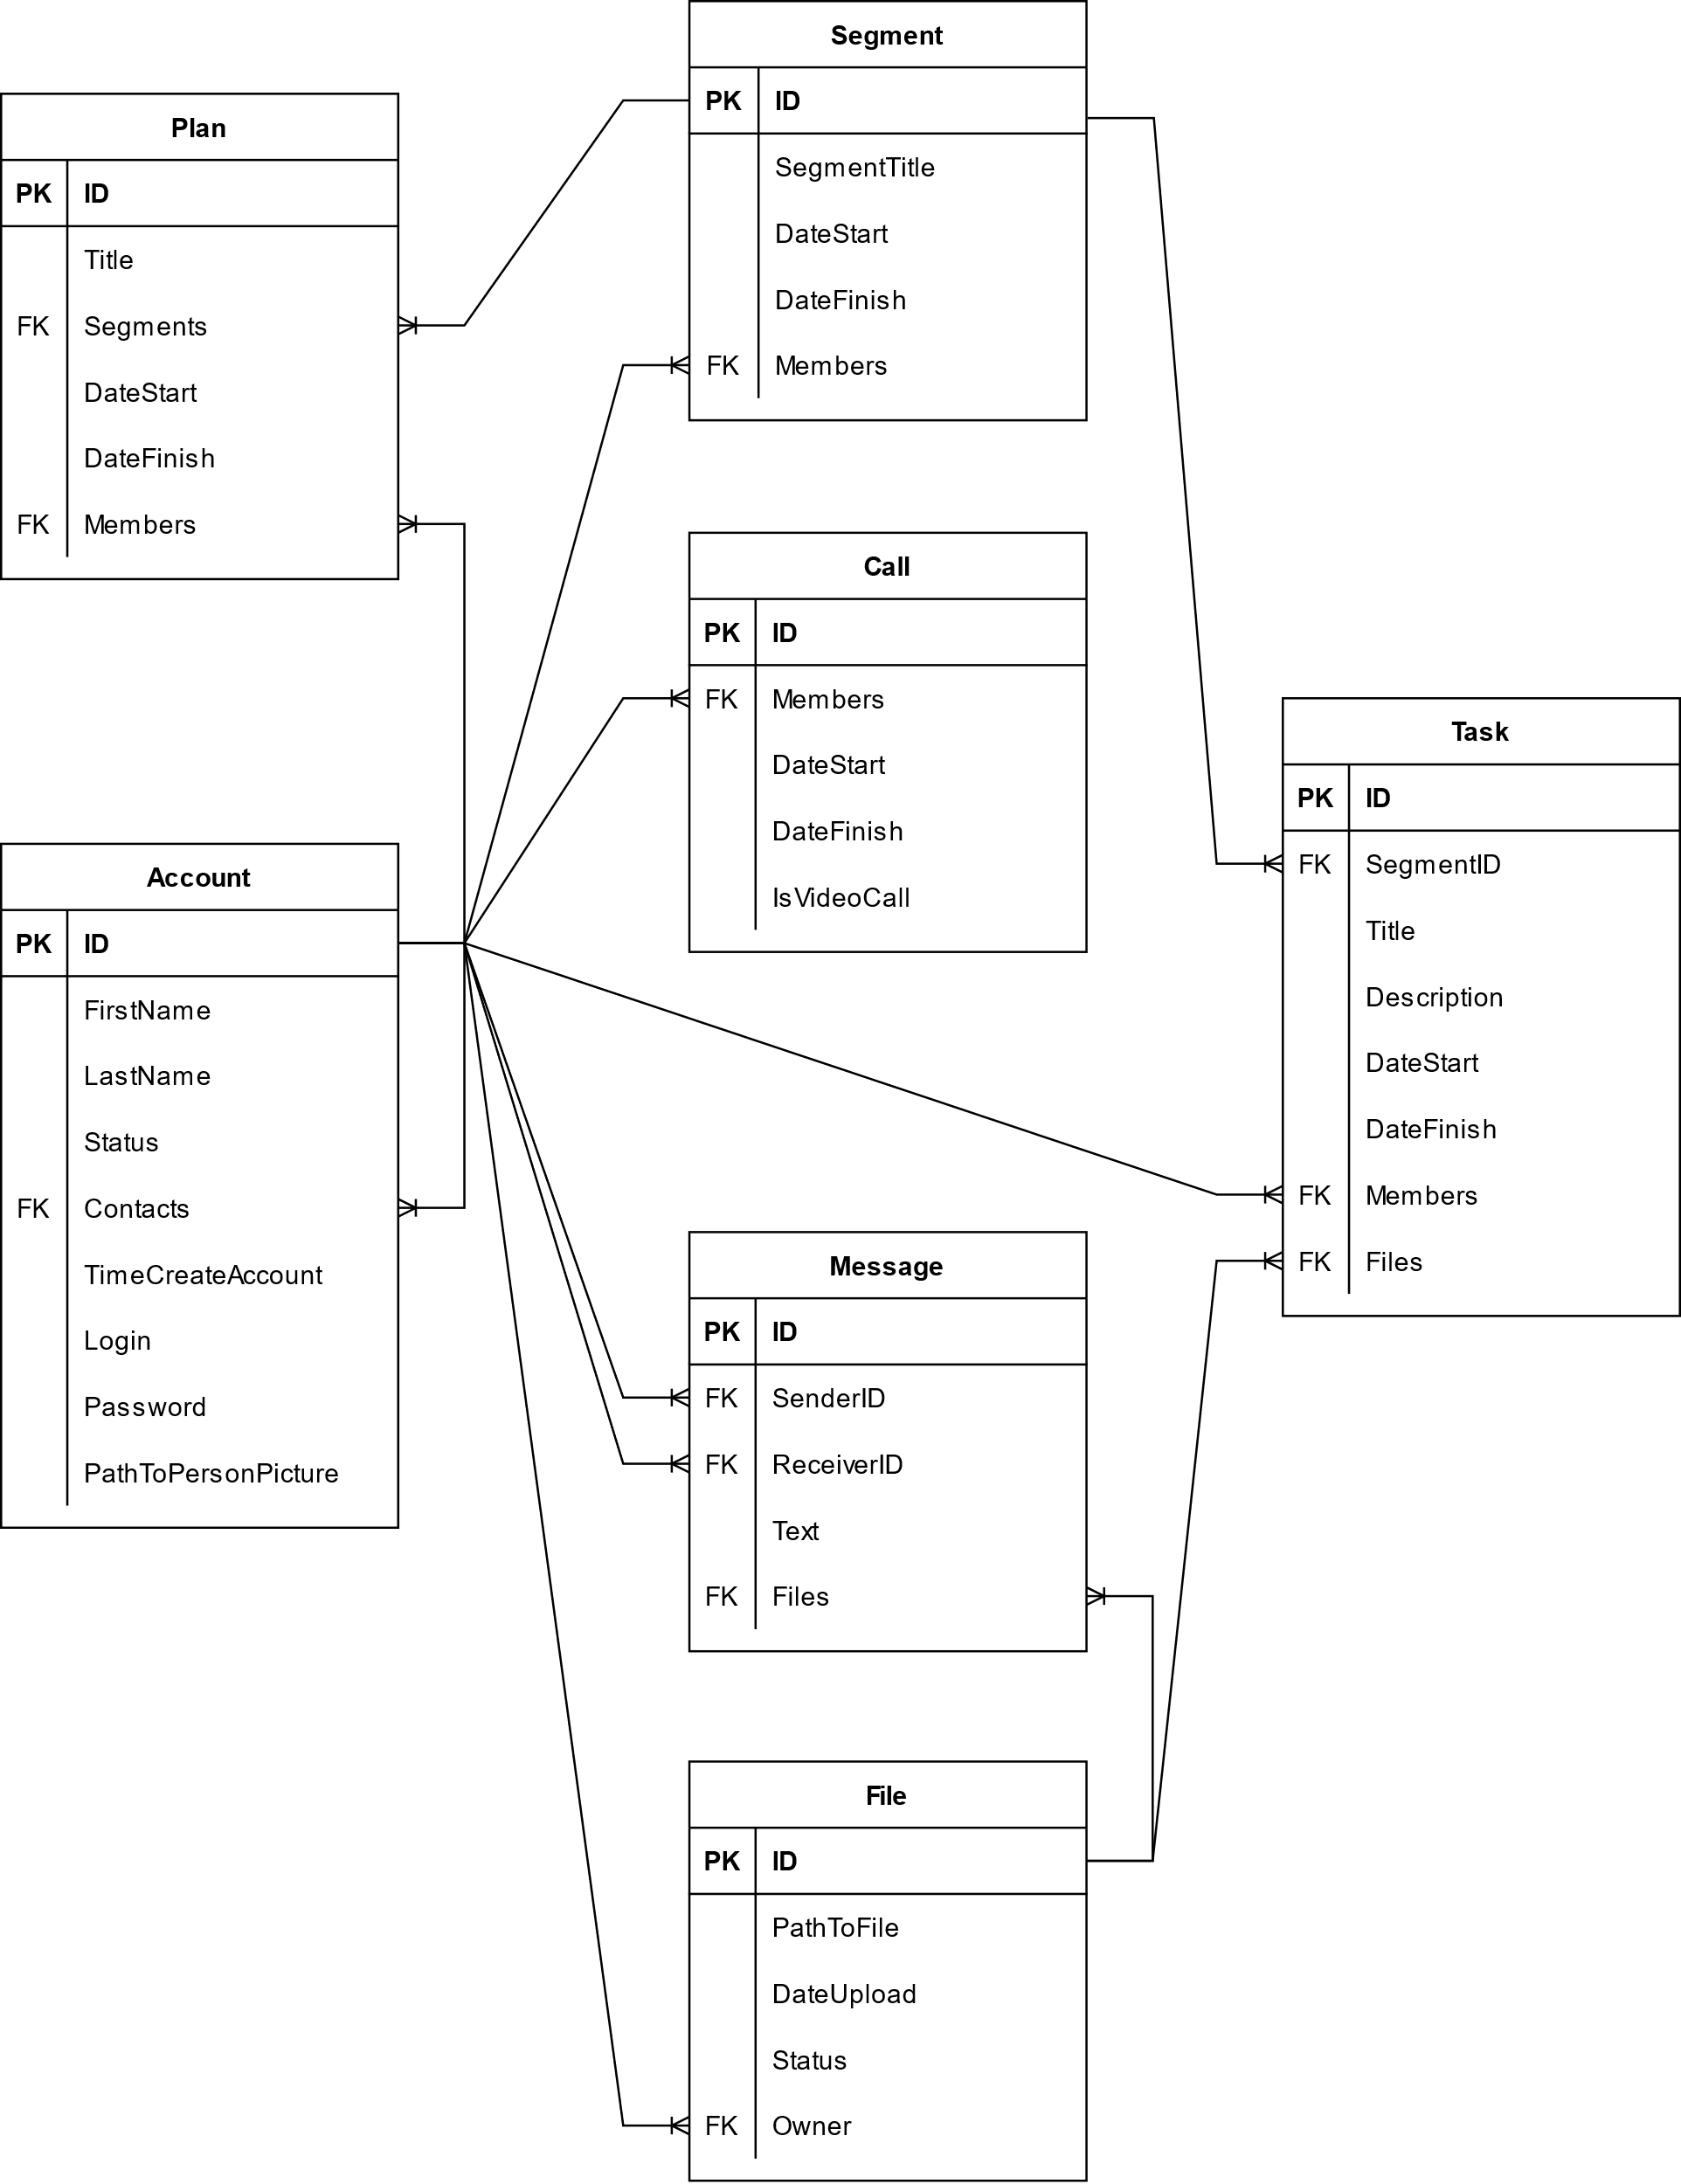 Segment
PK ID
SegmentTitle
DateStart
DateFinish
FK Members
Plan
PK ID
Title
FK Segments
DateStart
DateFinish
FK Members
Call
PK ID
FK Members
DateStart
DateFinish
IsVideoCall
Task
PK ID
FK SegmentID
Title
Description
DateStart
DateFinish
FK Members
FK Files
Account
PK ID
FirstName
LastName
Status
FK Contacts
TimeCreateAccount
Login
Password
PathToPersonPicture
Message
PK ID
FK SenderID
FK ReceiverID
Text
FK Files
File
PK ID
PathToFile
DateUpload
Status
FK Owner